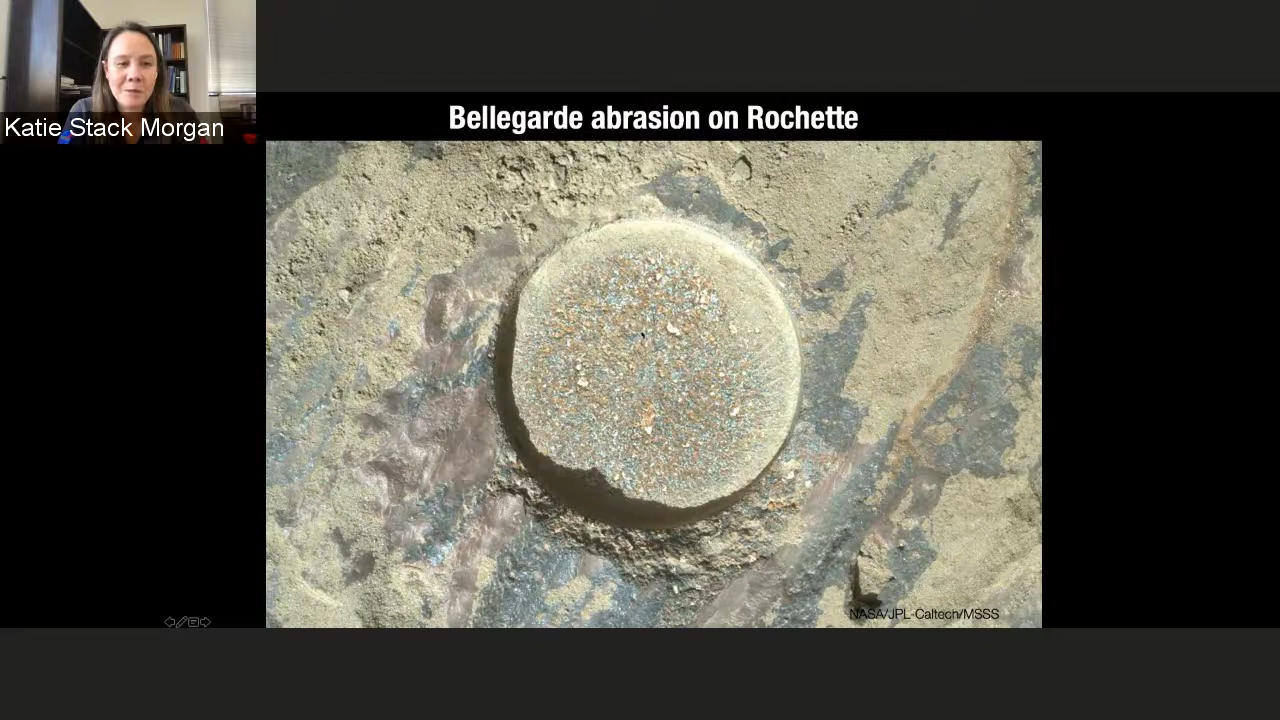 Katie Stack Morgan
Bellegarde abrasion on Rochette
NASA/JPL-Caltech/MSSS